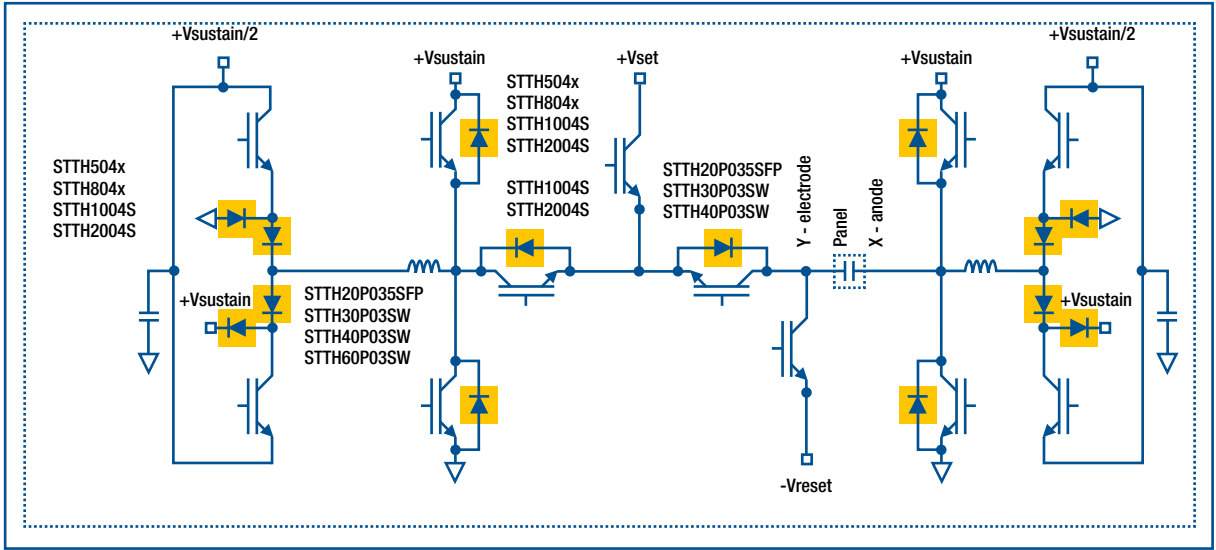 +Vsustain/2
+Vsustain
+Vset
+Vsustain
+Vsustain/2
STTH504x
STTH804x
STTH1004S
STTH2004S
STTH504x
STTH804x
STTH1004S
STTH2004S
STTH1004S
STTH2004S
STTH20P035SFP
STTH30P03SW
STTH40P03SW
Y - electrode
Panel
X - anode
+Vsustain
STTH20P035SFP
STTH30P03SW
STTH40P03SW
STTH60P03SW
+Vsustain
-Vreset